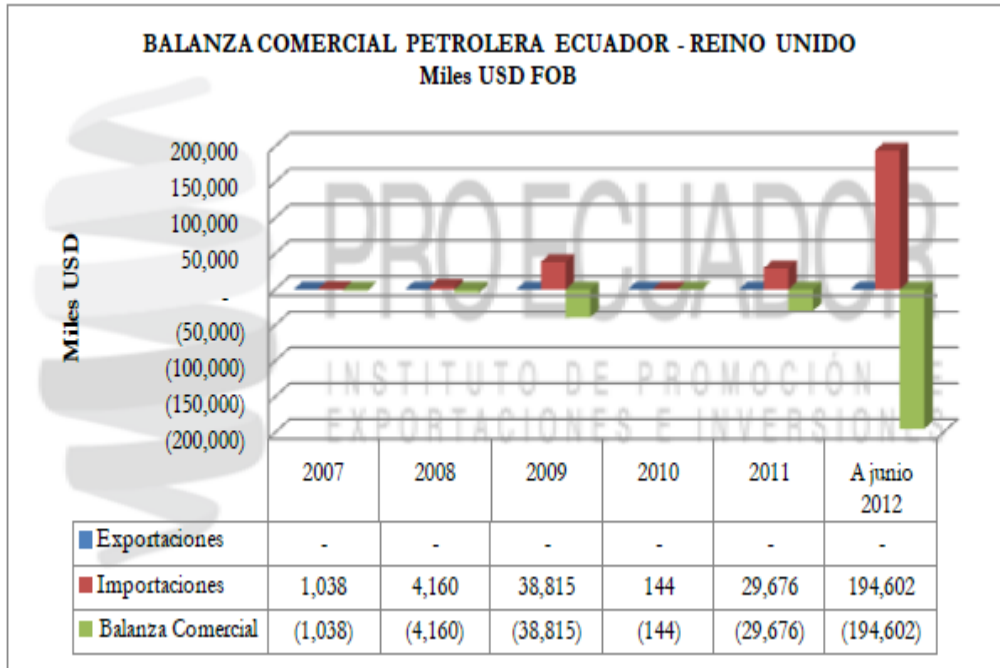 BALANZA COMERCIAL PETROLERA ECUADOR - REINO UNIDO
Miles USD FOB
PRO ECUADOR
INSTITUTO DE PROMOCIÓN DE
EXPORTACIONES E INVERSIONES
Miles USD
200,000
150,000
100,000
50,000
-
(50,000)
(100,000)
(150,000)
(200,000)
2007 2008 2009 2010 2011 A junio
2012
Exportaciones - - - - - -
Importaciones 1,038 4,160 38,815 144 29,676 194,602
Balanza Comercial (1,038) (4,160) (38,815) (144) (29,676) (194,602)